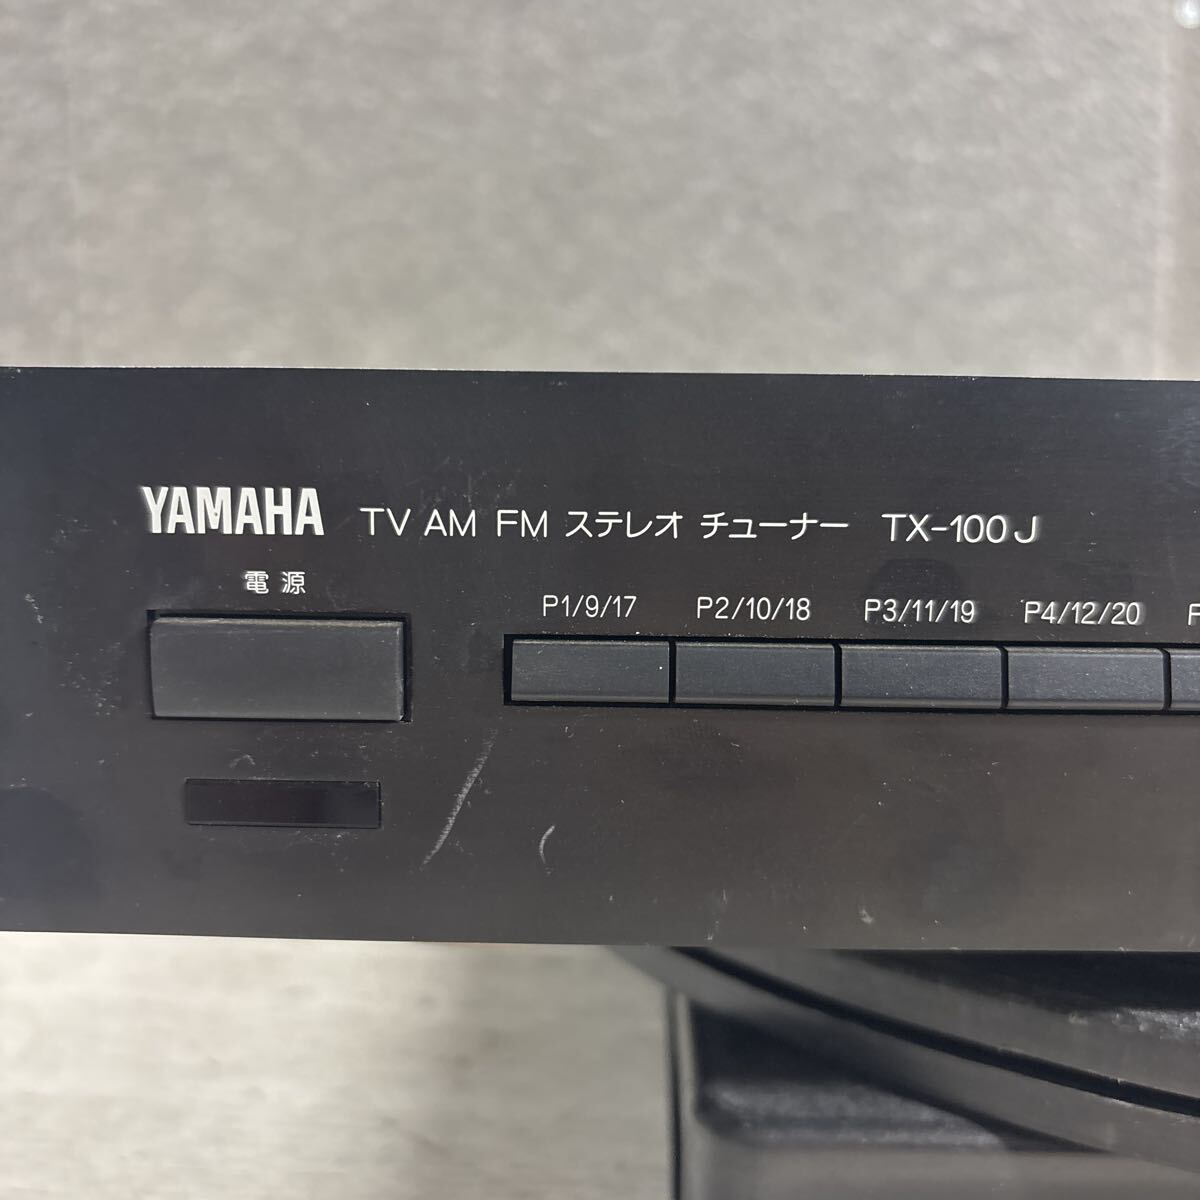 YAMAHA TV AM FM ステレオ チューナー TX-100J
電源
P1/9/17 P2/10/18 P3/11/19 P4/12/20